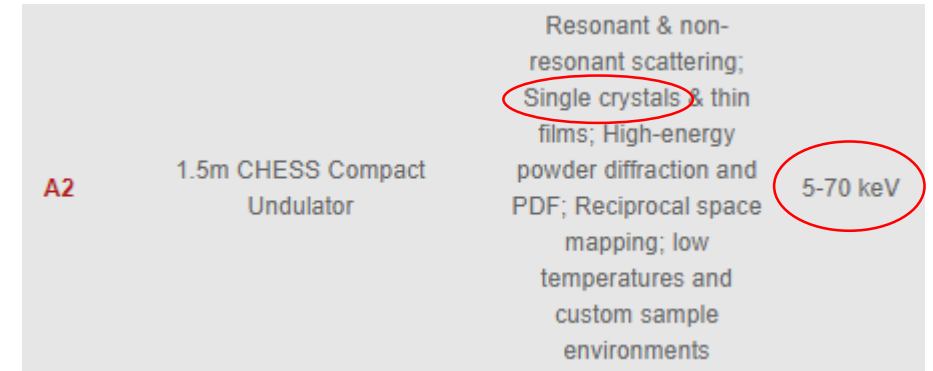 A2
1.5m CHESS Compact
Undulator
Resonant & non-
resonant scattering;
Single crystals & thin
films; High-energy
powder diffraction and
PDF; Reciprocal space
mapping; low
temperatures and
custom sample
environments
5-70 keV